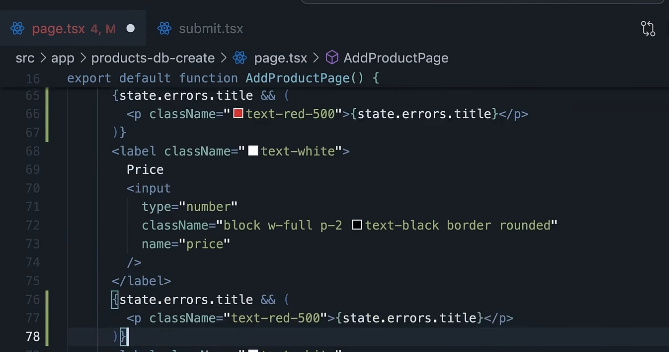 page.tsx 4, M
submit.tsx
src > app > products-db-create > page.tsx > AddProductPage
16 export default function AddProductPage() {
65 {state.errors.title && (
66 <p className="text-red-500">{state.errors.title}</p>
67 )}
68 <label className="text-white">
69 Price
70 <input
71 type="number"
72 className="block w-full p-2 text-black border rounded"
73 name="price"
74 />
75 </label>
76 {state.errors.title && (
77 <p className="text-red-500">{state.errors.title}</p>
78 )}